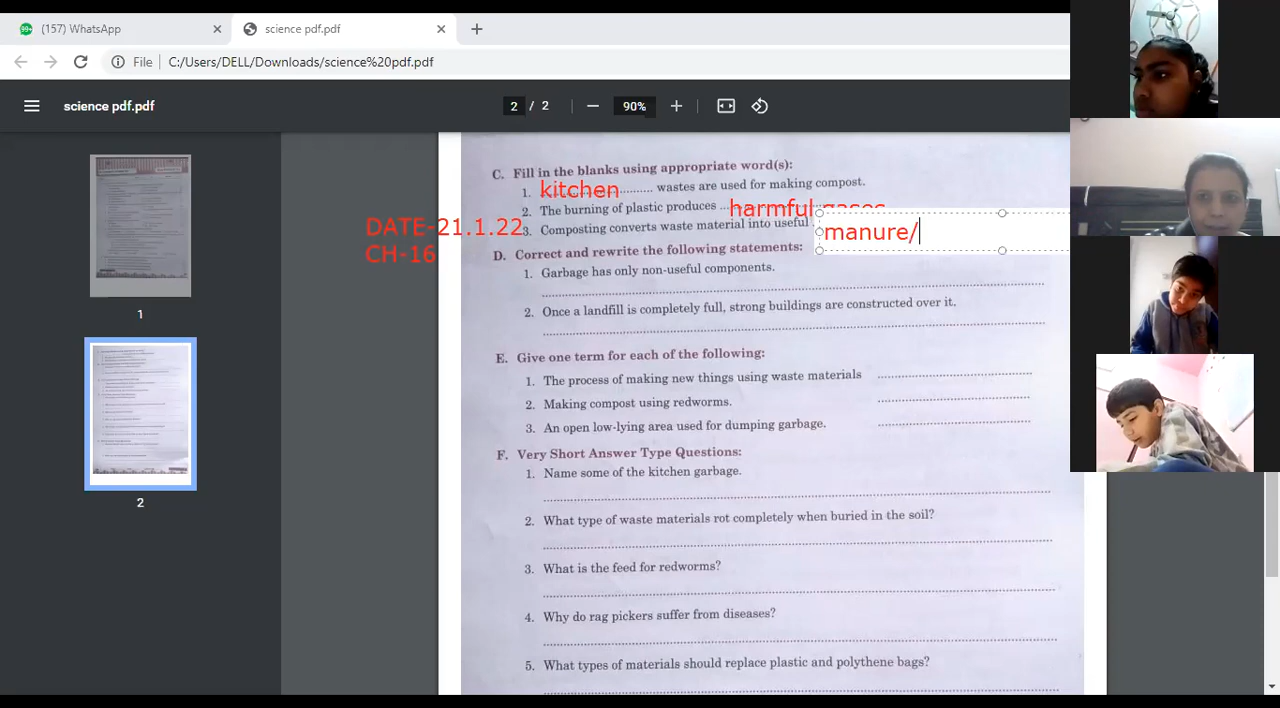 (157) WhatsApp
science pdf.pdf
File
C:/Users/DELL/Downloads/science%20pdf.pdf
science pdf.pdf
2 / 2
90%
1
2
DATE-21.1.22
CH-16
C. Fill in the blanks using appropriate word(s):
1. kitchen .......... wastes are used for making compost.
2. The burning of plastic produces ... harmful gases
3. Composting converts waste material into useful manure/
D. Correct and rewrite the following statements:
1. Garbage has only non-useful components.
2. Once a landfill is completely full, strong buildings are constructed over it.
E. Give one term for each of the following:
1. The process of making new things using waste materials
2. Making compost using redworms.
3. An open low-lying area used for dumping garbage.
F. Very Short Answer Type Questions:
1. Name some of the kitchen garbage.
2. What type of waste materials rot completely when buried in the soil?
3. What is the feed for redworms?
4. Why do rag pickers suffer from diseases?
5. What types of materials should replace plastic and polythene bags?